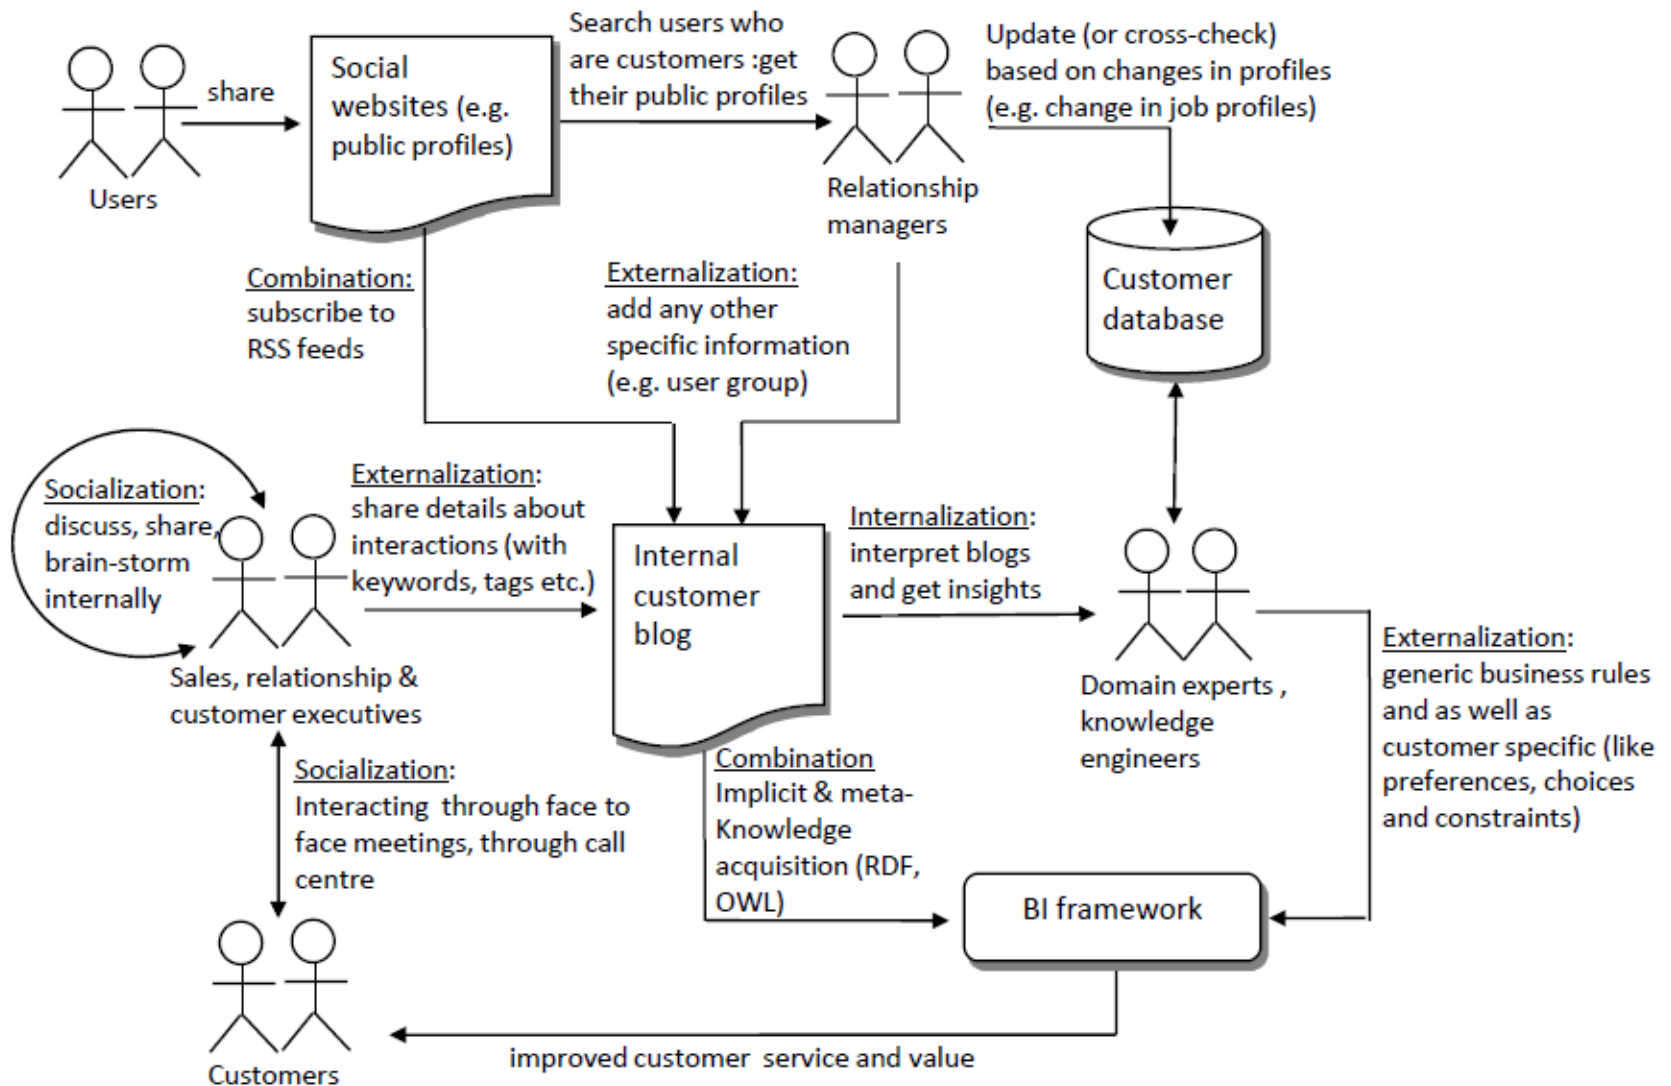 Users
share
Social
websites (e.g.
public profiles)
Search users who
are customers :get
their public profiles
Relationship
managers
Update (or cross-check)
based on changes in profiles
(e.g. change in job profiles)
Customer
database
Combination:
subscribe to
RSS feeds
Externalization:
add any other
specific information
(e.g. user group)
Socialization:
discuss, share,
brain-storm
internally
Sales, relationship &
customer executives
Externalization:
share details about
interactions (with
keywords, tags etc.)
Internal
customer
blog
Internalization:
interpret blogs
and get insights
Domain experts ,
knowledge
engineers
Externalization:
generic business rules
and as well as
customer specific (like
preferences, choices
and constraints)
Socialization:
Interacting through face to
face meetings, through call
centre
Combination
Implicit & meta-
Knowledge
acquisition (RDF,
OWL)
BI framework
improved customer service and value
Customers